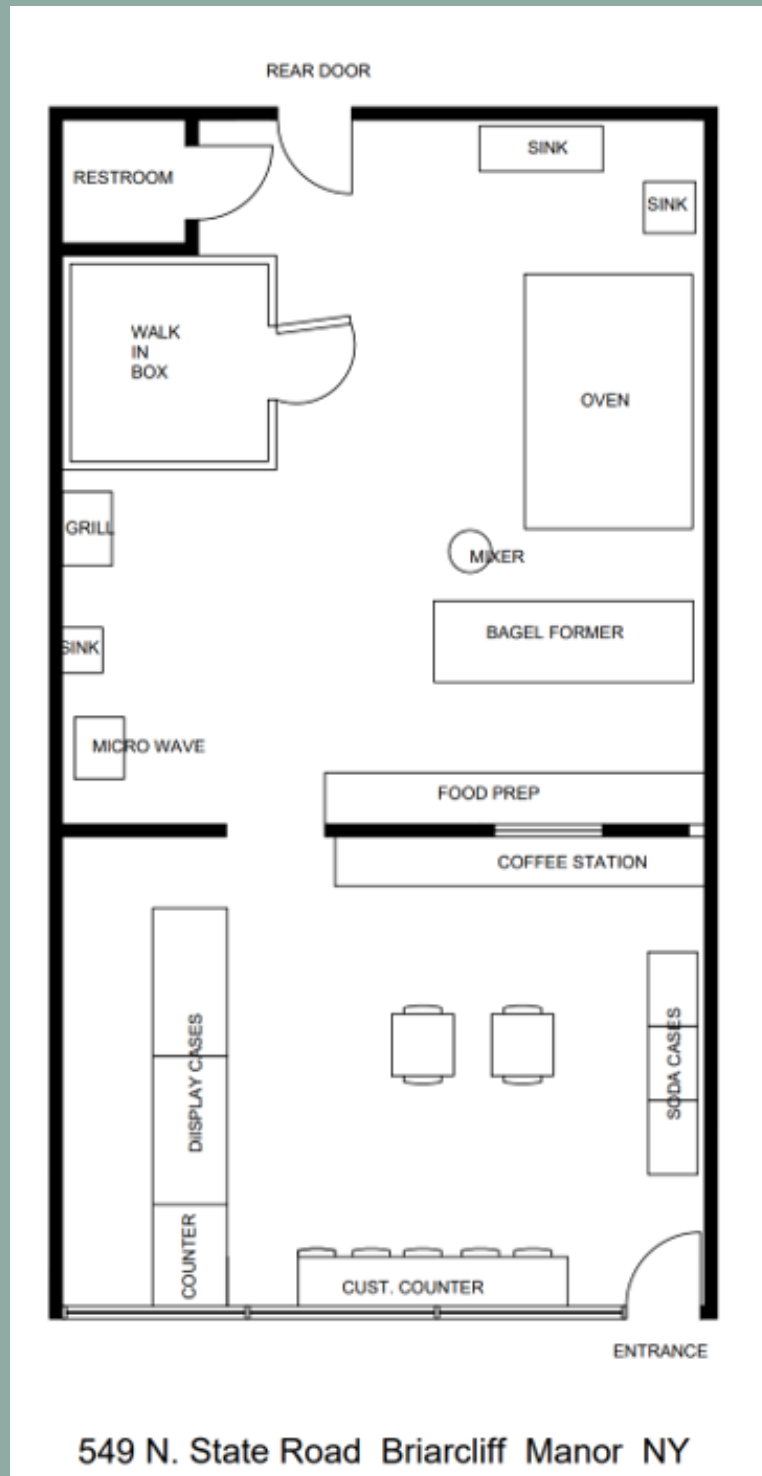 REAR DOOR
SINK
RESTROOM
SINK
WALK
IN
BOX
OVEN
GRILL
MIXER
BAGEL FORMER
SINK
MICRO WAVE
FOOD PREP
COFFEE STATION
DIISPLAY CASES
SODA CASES
COUNTER
CUST. COUNTER
ENTRANCE
549 N. State Road Briarcliff Manor NY